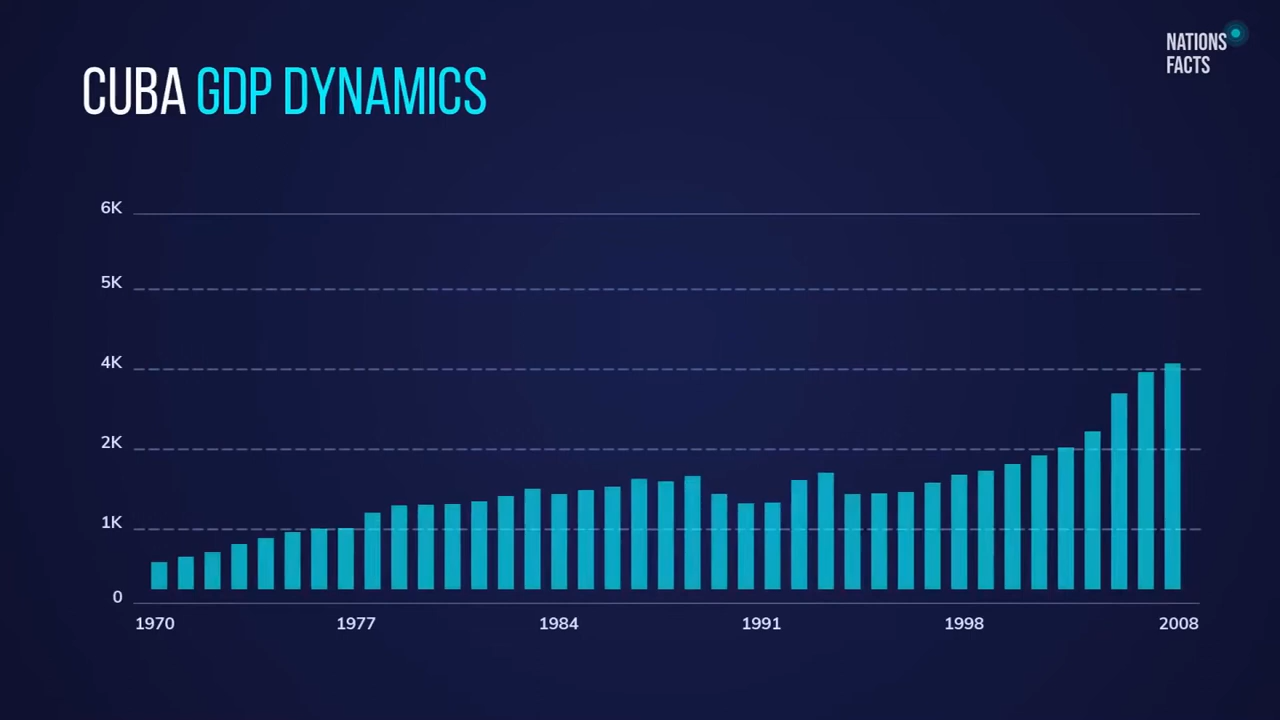 NATIONS
FACTS
CUBA GDP DYNAMICS
6K
5K
4K
2K
1K
0
1970 1977 1984 1991 1998 2008